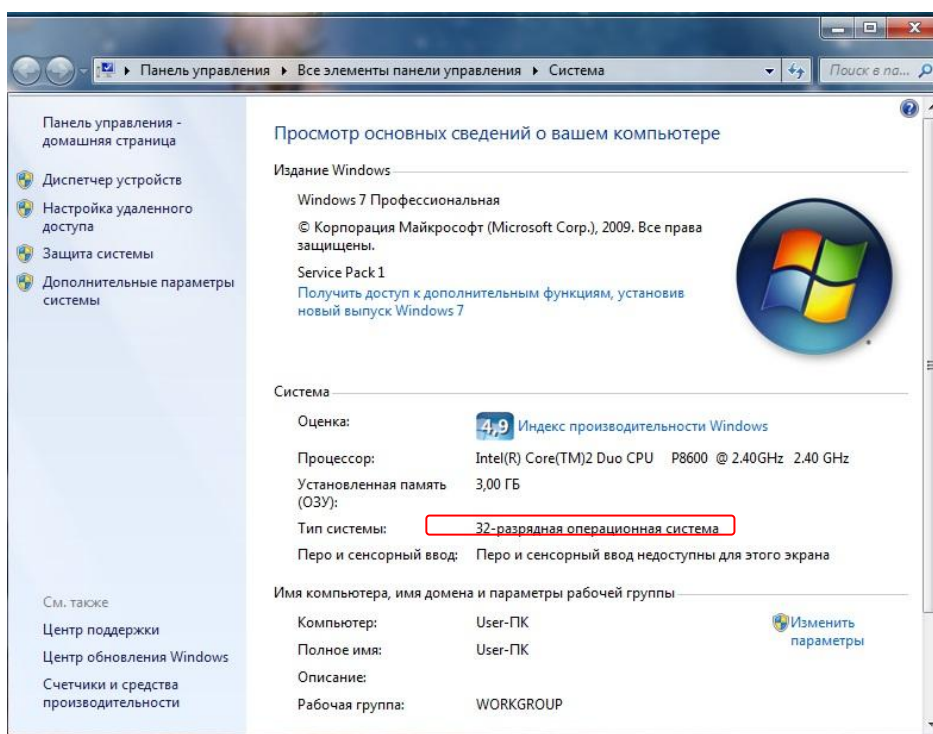 Панель управления ▸ Все элементы панели управления ▸ Система
Поиск в па...
Панель управления -
домашняя страница
Диспетчер устройств
Настройка удаленного
доступа
Защита системы
Дополнительные параметры
системы
См. также
Центр поддержки
Центр обновления Windows
Счетчики и средства
производительности
Просмотр основных сведений о вашем компьютере
Издание Windows
Windows 7 Профессиональная
© Корпорация Майкрософт (Microsoft Corp.), 2009. Все права
защищены.
Service Pack 1
Получить доступ к дополнительным функциям, установив
новый выпуск Windows 7
Система
Оценка: 4,9 Индекс производительности Windows
Процессор: Intel(R) Core(TM)2 Duo CPU P8600 @ 2.40GHz 2.40 GHz
Установленная память
(ОЗУ): 3,00 ГБ
Тип системы: 32-разрядная операционная система
Перо и сенсорный ввод: Перо и сенсорный ввод недоступны для этого экрана
Имя компьютера, имя домена и параметры рабочей группы
Компьютер: User-ПК
Изменить
параметры
Полное имя: User-ПК
Описание:
Рабочая группа: WORKGROUP